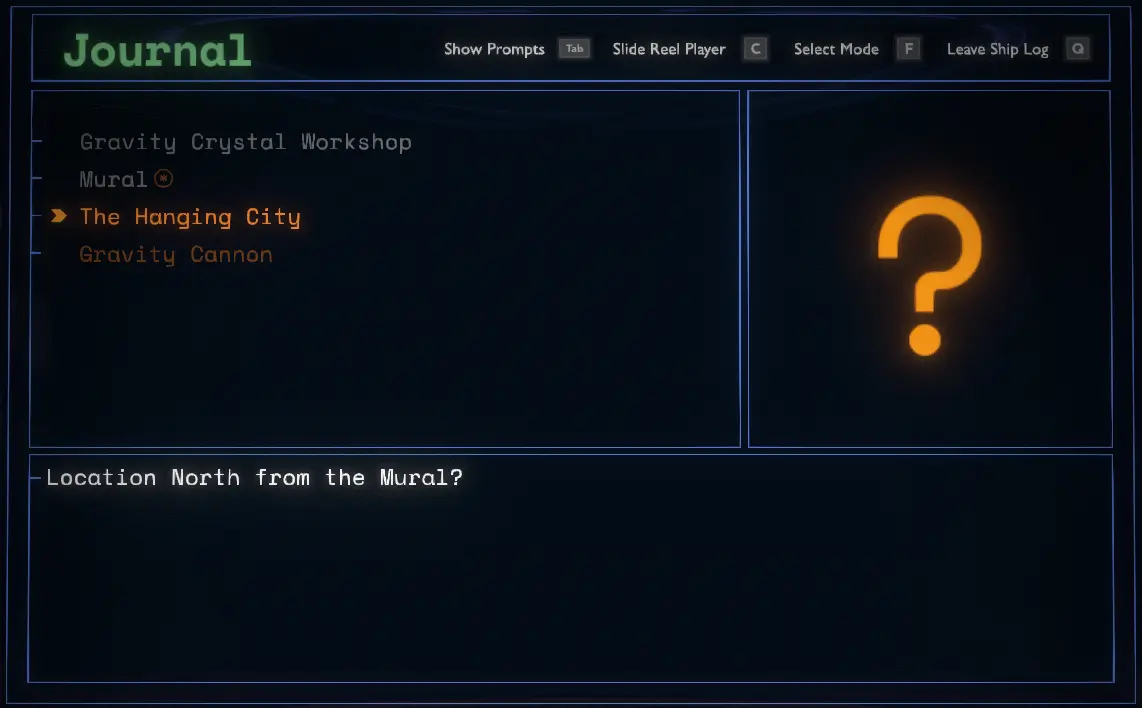 Journal
Show Prompts Tab Slide Reel Player C Select Mode F Leave Ship Log Q
Gravity Crystal Workshop
Mural
The Hanging City
Gravity Cannon
?
Location North from the Mural?